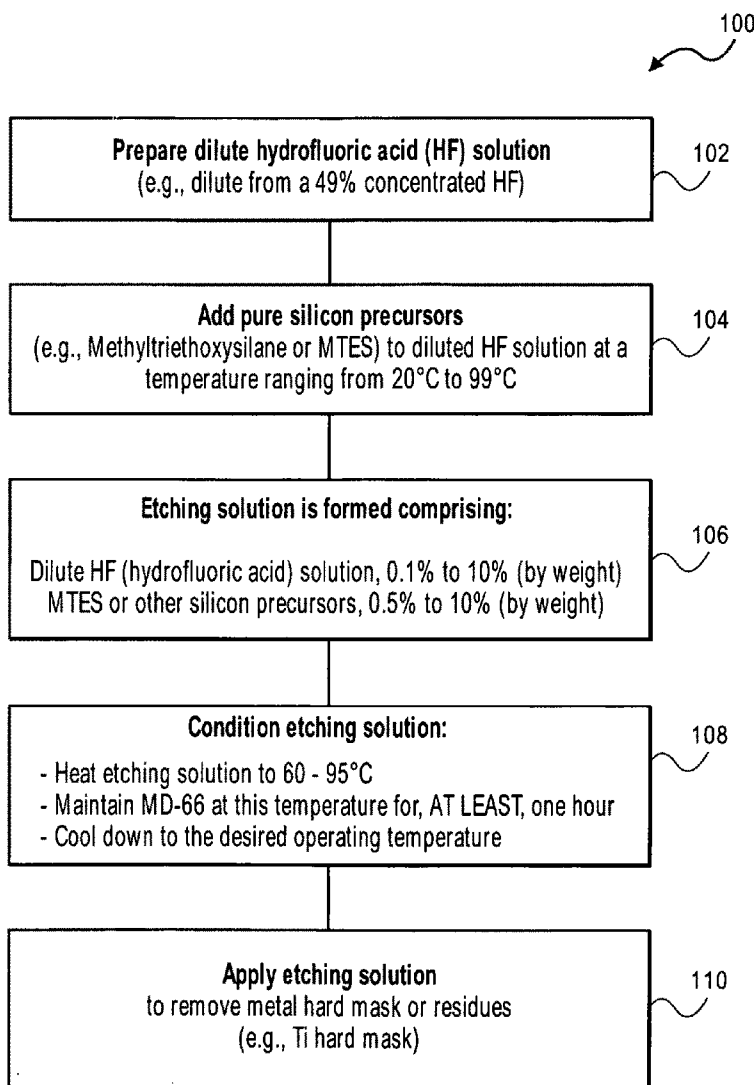 100
Prepare dilute hydrofluoric acid (HF) solution
(e.g., dilute from a 49% concentrated HF)
102
Add pure silicon precursors
(e.g., Methyltriethoxysilane or MTES) to diluted HF solution at a
temperature ranging from 20°C to 99°C
104
Etching solution is formed comprising:
Dilute HF (hydrofluoric acid) solution, 0.1% to 10% (by weight)
MTES or other silicon precursors, 0.5% to 10% (by weight)
106
Condition etching solution:
- Heat etching solution to 60 - 95°C
- Maintain MD-66 at this temperature for, AT LEAST, one hour
- Cool down to the desired operating temperature
108
Apply etching solution
to remove metal hard mask or residues
(e.g., Ti hard mask)
110